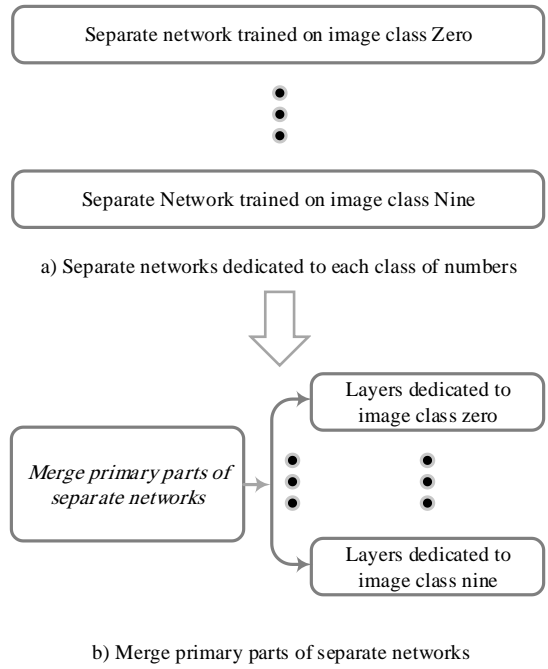 Separate network trained on image class Zero
Separate Network trained on image class Nine
a) Separate networks dedicated to each class of numbers
Merge primary parts of
separate networks
Layers dedicated to
image class zero
Layers dedicated to
image class nine
b) Merge primary parts of separate networks